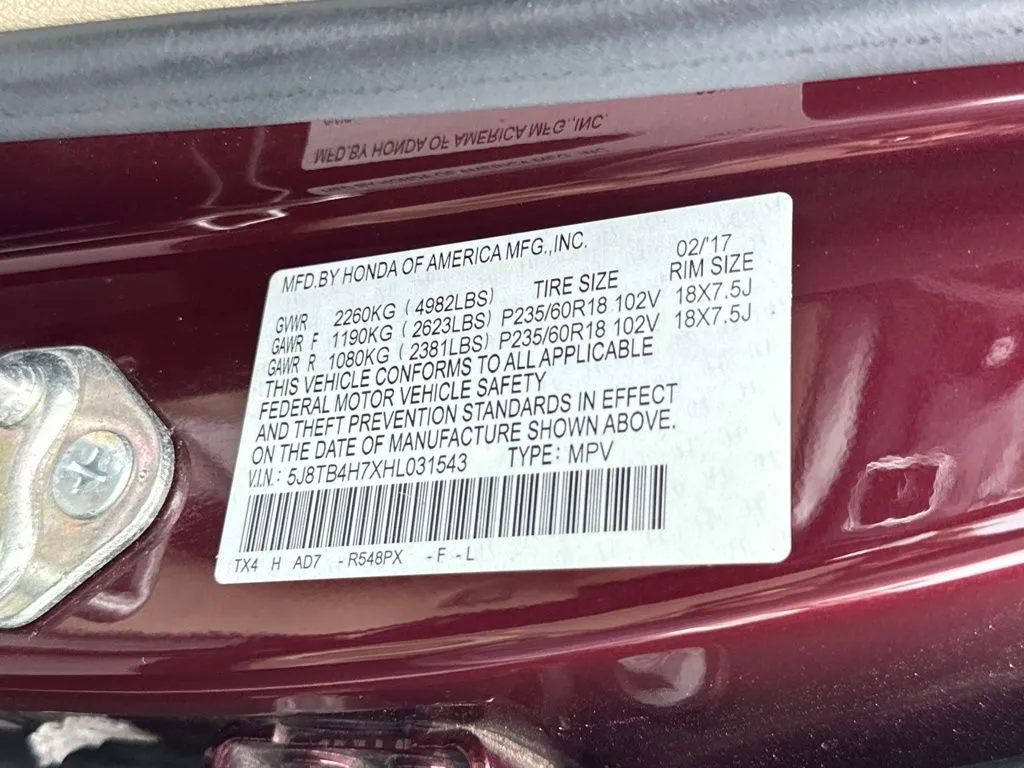 MFD.BY HONDA OF AMERICA MFG.,INC.
MFD.BY HONDA OF AMERICA MFG.,INC. 02/'17
TIRE SIZE RIM SIZE
GVWR 2260KG (4982LBS)
GAWR F 1190KG (2623LBS) P235/60R18 102V 18X7.5J
GAWR R 1080KG (2381LBS) P235/60R18 102V 18X7.5J
THIS VEHICLE CONFORMS TO ALL APPLICABLE
FEDERAL MOTOR VEHICLE SAFETY
AND THEFT PREVENTION STANDARDS IN EFFECT
ON THE DATE OF MANUFACTURE SHOWN ABOVE.
V.I.N.: 5J8TB4H7XHL031543 TYPE: MPV
TX4 H AD7 -R548PX -F -L